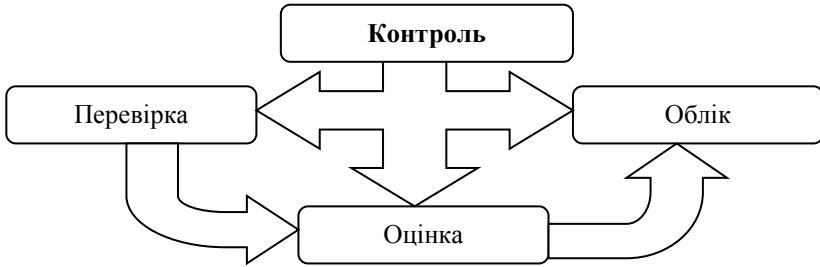 Контроль
Перевірка
Облік
Оцінка